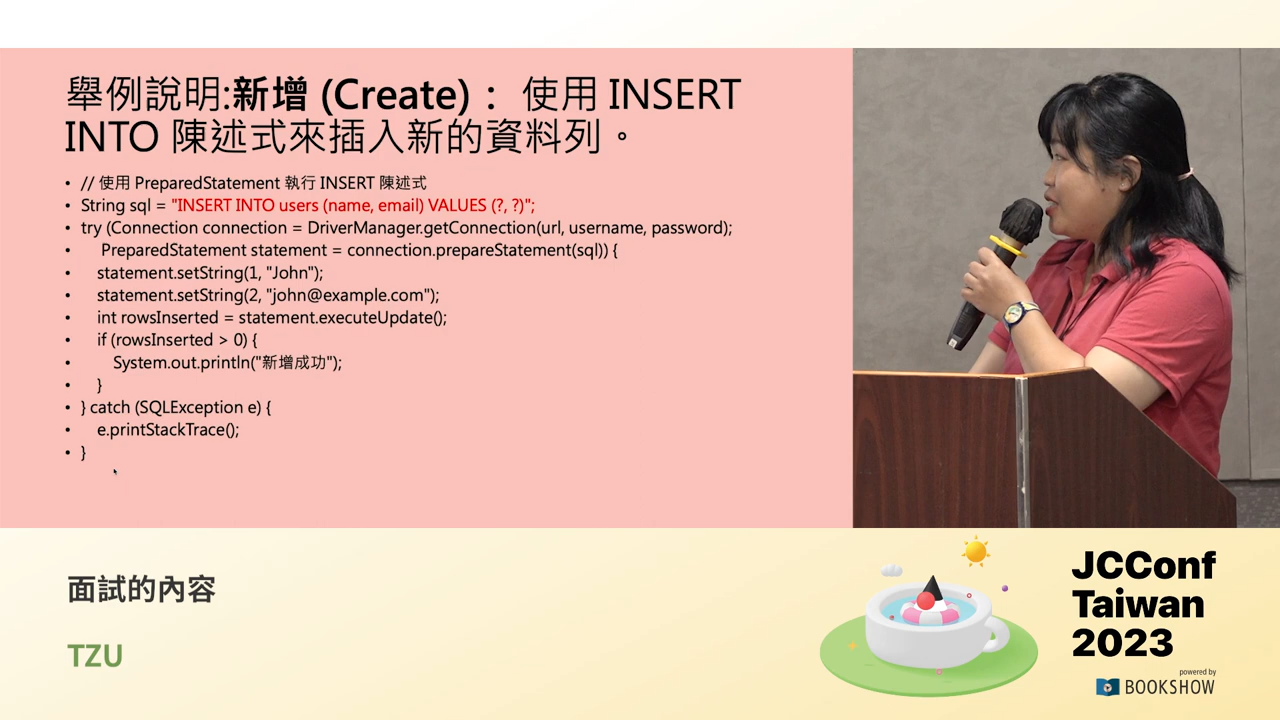 舉例說明:新增 (Create)： 使用 INSERT
INTO 陳述式來插入新的資料列。
• // 使用 PreparedStatement 執行 INSERT 陳述式
• String sql = "INSERT INTO users (name, email) VALUES (?, ?)";
• try (Connection connection = DriverManager.getConnection(url, username, password);
• PreparedStatement statement = connection.prepareStatement(sql)) {
• statement.setString(1, "John");
• statement.setString(2, "john@example.com");
• int rowsInserted = statement.executeUpdate();
• if (rowsInserted > 0) {
• System.out.println("新增成功");
• }
• } catch (SQLException e) {
• e.printStackTrace();
• }
面試的內容
TZU
JCConf
Taiwan
2023
powered by
BOOKSHOW